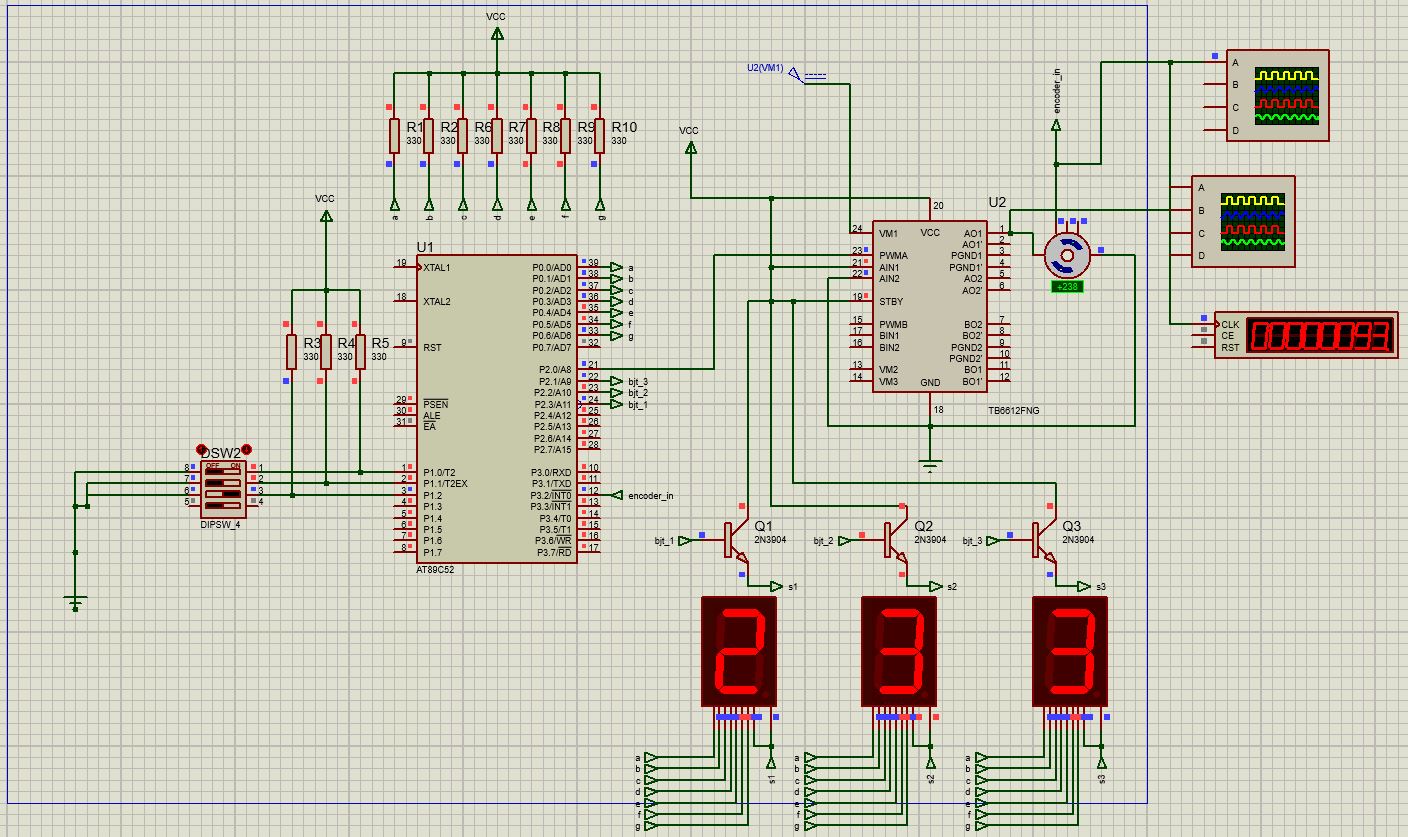 VCC
U2(VM1)
R1 R2 R6 R7 R8 R9 R10
330 330 330 330 330 330 330
a b c d e f g
VCC
encoder_in
A
B
C
D
VCC
R3 R4 R5
330 330 330
U1
19 XTAL1
18 XTAL2
9 RST
29 PSEN
30 ALE
31 EA
1 P1.0/T2
2 P1.1/T2EX
3 P1.2
4 P1.3
5 P1.4
6 P1.5
7 P1.6
8 P1.7
P0.0/AD0 39 a
P0.1/AD1 38 b
P0.2/AD2 37 c
P0.3/AD3 36 d
P0.4/AD4 35 e
P0.5/AD5 34 f
P0.6/AD6 33 g
P0.7/AD7 32
P2.0/A8 21
P2.1/A9 22 bjt_3
P2.2/A10 23 bjt_2
P2.3/A11 24 bjt_1
P2.4/A12 25
P2.5/A13 26
P2.6/A14 27
P2.7/A15 28
P3.0/RXD 10
P3.1/TXD 11
P3.2/INT0 12 encoder_in
P3.3/INT1 13
P3.4/T0 14
P3.5/T1 15
P3.6/WR 16
P3.7/RD 17
AT89C52
DSW2
OFF ON
8 1
7 2
6 3
5 4
DIPSW_4
U2
20
VCC
24 VM1
23 PWMA
21 AIN1
22 AIN2
19 STBY
15 PWMB
17 BIN1
16 BIN2
13 VM2
14 VM3
AO1 1
AO1' 2
PGND1 3
PGND1' 4
AO2 5
AO2' 6
BO2 7
BO2' 8
PGND2 9
PGND2' 10
BO1 11
BO1' 12
GND
18
TB6612FNG
+238
A
B
C
D
CLK
CE
RST
00000093
bjt_1
Q1
2N3904
s1
bjt_2
Q2
2N3904
s2
bjt_3
Q3
2N3904
s3
2 3 3
a
b
c
d
e
f
g
s1
a
b
c
d
e
f
g
s2
a
b
c
d
e
f
g
s3